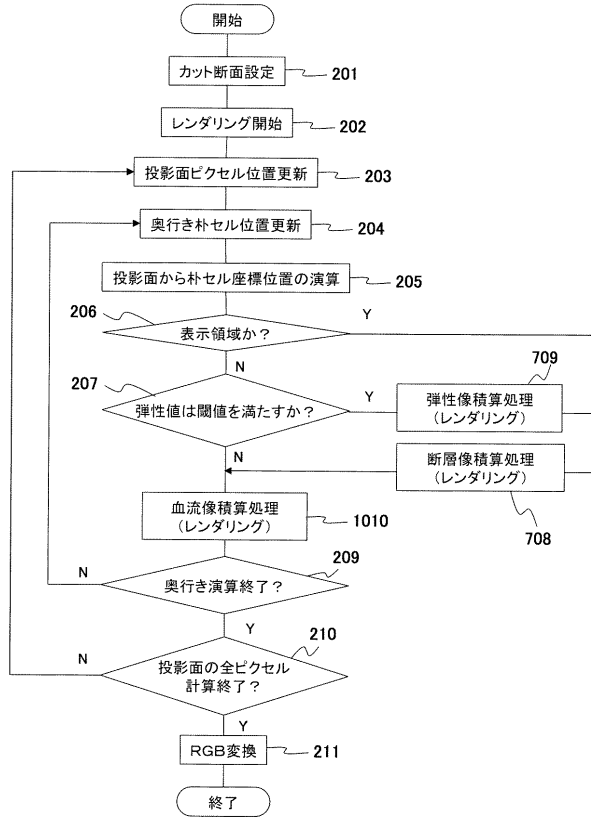 開始
カット断面設定
201
レンダリング開始
202
投影面ピクセル位置更新
203
奥行き朴セル位置更新
204
投影面から朴セル座標位置の演算
205
206
表示領域か？
Y
N
207
弾性値は閾値を満たすか？
Y
709
弾性像積算処理
(レンダリング)
N
断層像積算処理
(レンダリング)
708
血流像積算処理
(レンダリング)
1010
209
N
奥行き演算終了？
Y
210
N
投影面の全ピクセル
計算終了？
Y
RGB変換
211
終了